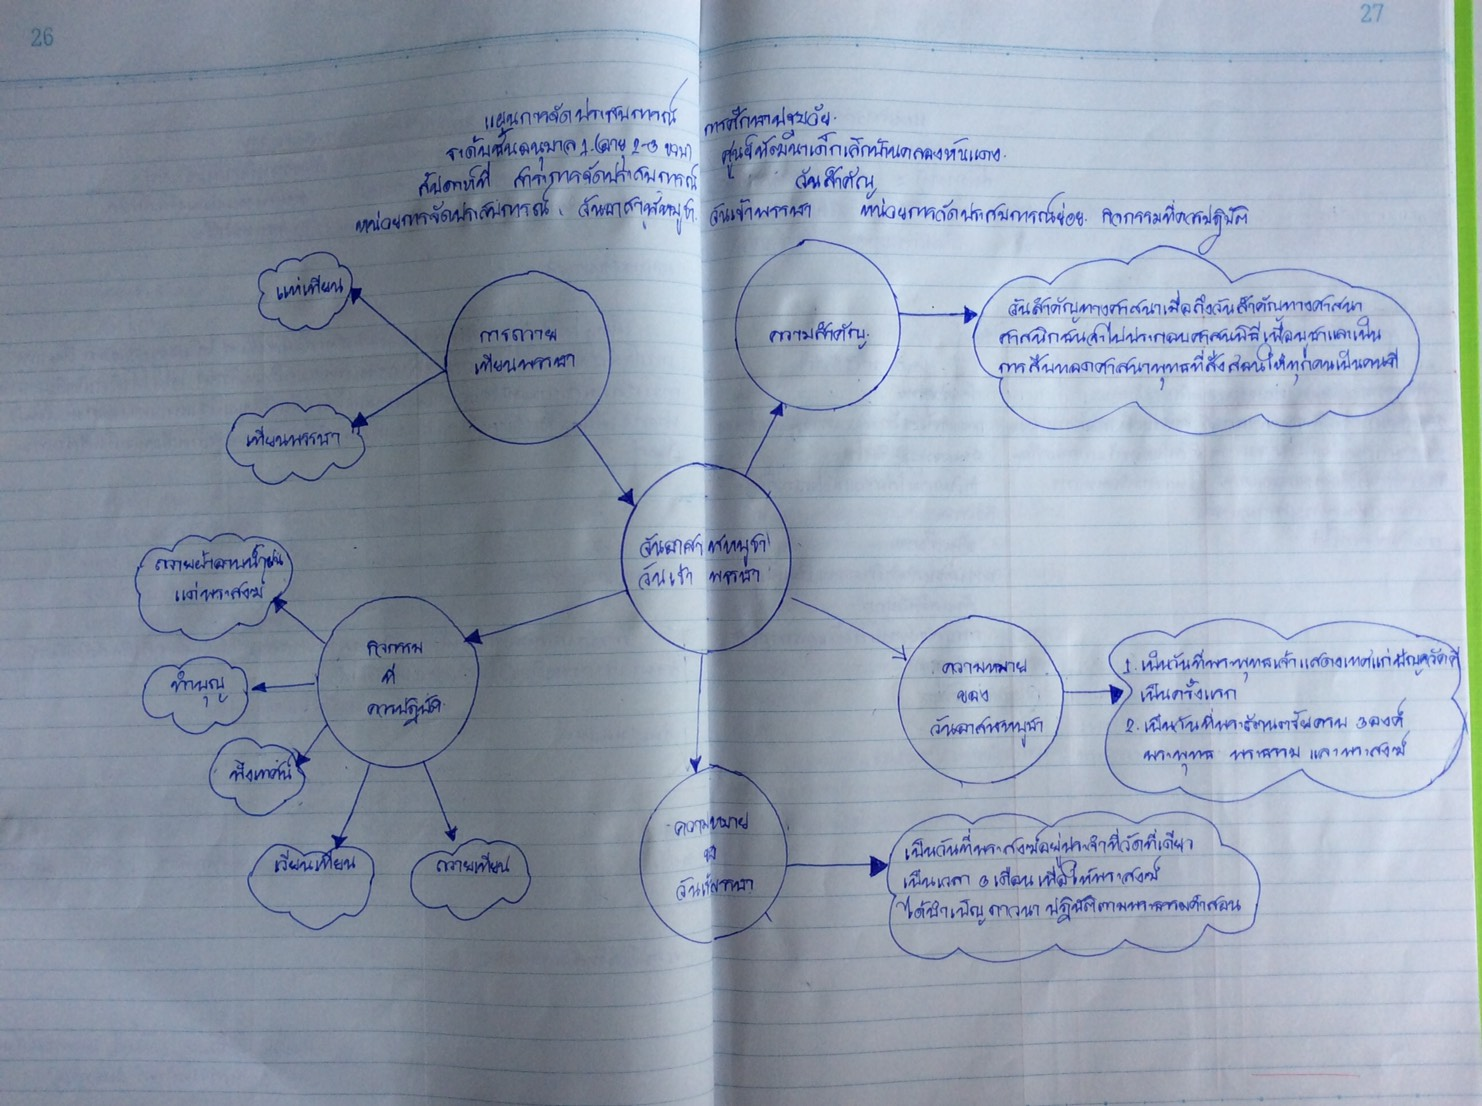 26
27
แผนการจัดประสบการณ์ การศึกษาปฐมวัย
ระดับชั้นอนุบาล 1. (อายุ 2-3 ขวบ) ศูนย์พัฒนาเด็กเล็กบ้านคลองหันแดง.
สัปดาห์ที่ สาระการจัดประสบการณ์ วันสำคัญ
หน่วยการจัดประสบการณ์. วันอาสาฬหบูชา. วันเข้าพรรษา หน่วยการจัดประสบการณ์ย่อย. กิจกรรมที่ควรปฏิบัติ
แห่เทียน
การถวาย
เทียนพรรษา
เทียนพรรษา
ความสำคัญ.
วันสำคัญทางศาสนาเมื่อถึงวันสำคัญทางศาสนา
ศาสนิกชนจะไปประกอบศาสนพิธีเพื่อบูชาและเป็น
การสืบทอดศาสนาพุทธที่สั่งสอนให้ทุกคนเป็นคนดี
วันอาสาฬหบูชา
วันเข้าพรรษา
ถวายผ้าอาบน้ำฝน
แด่พระสงฆ์
ทำบุญ
ฟังเทศน์
เวียนเทียน
ถวายเทียน
กิจกรรม
ที่
ควรปฏิบัติ
ความหมาย
ของ
วันอาสาฬหบูชา
1. เป็นวันที่พระพุทธเจ้าแสดงเทศแก่ปัญจวัคคี
เป็นครั้งแรก
2. เป็นวันที่พระรัตนตรัยครบ 3 องค์
พระพุทธ พระธรรม และพระสงฆ์
ความหมาย
วันเข้าพรรษา
เป็นวันที่พระสงฆ์อยู่ประจำที่วัดที่เดียว
เป็นเวลา 3 เดือน เพื่อให้พระสงฆ์
ได้บำเพ็ญภาวนา ปฏิบัติตามพระธรรมคำสอน